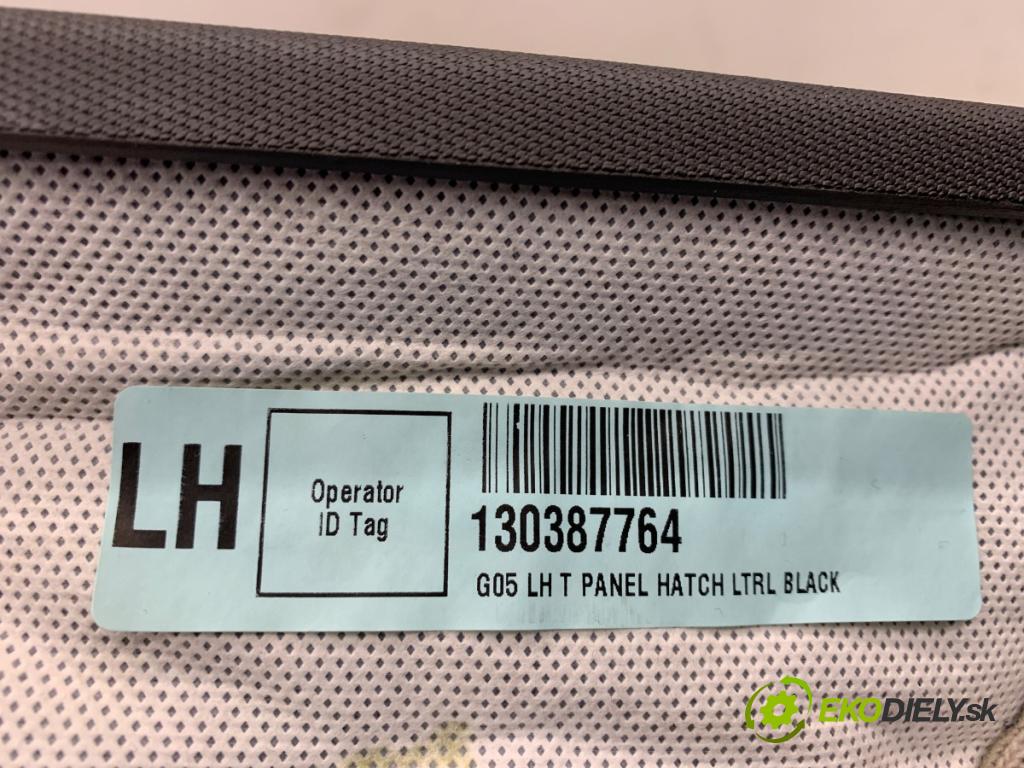 LH
Operator
ID Tag
130387764
G05 LH T PANEL HATCH LTRL BLACK
EKODIELY.sk